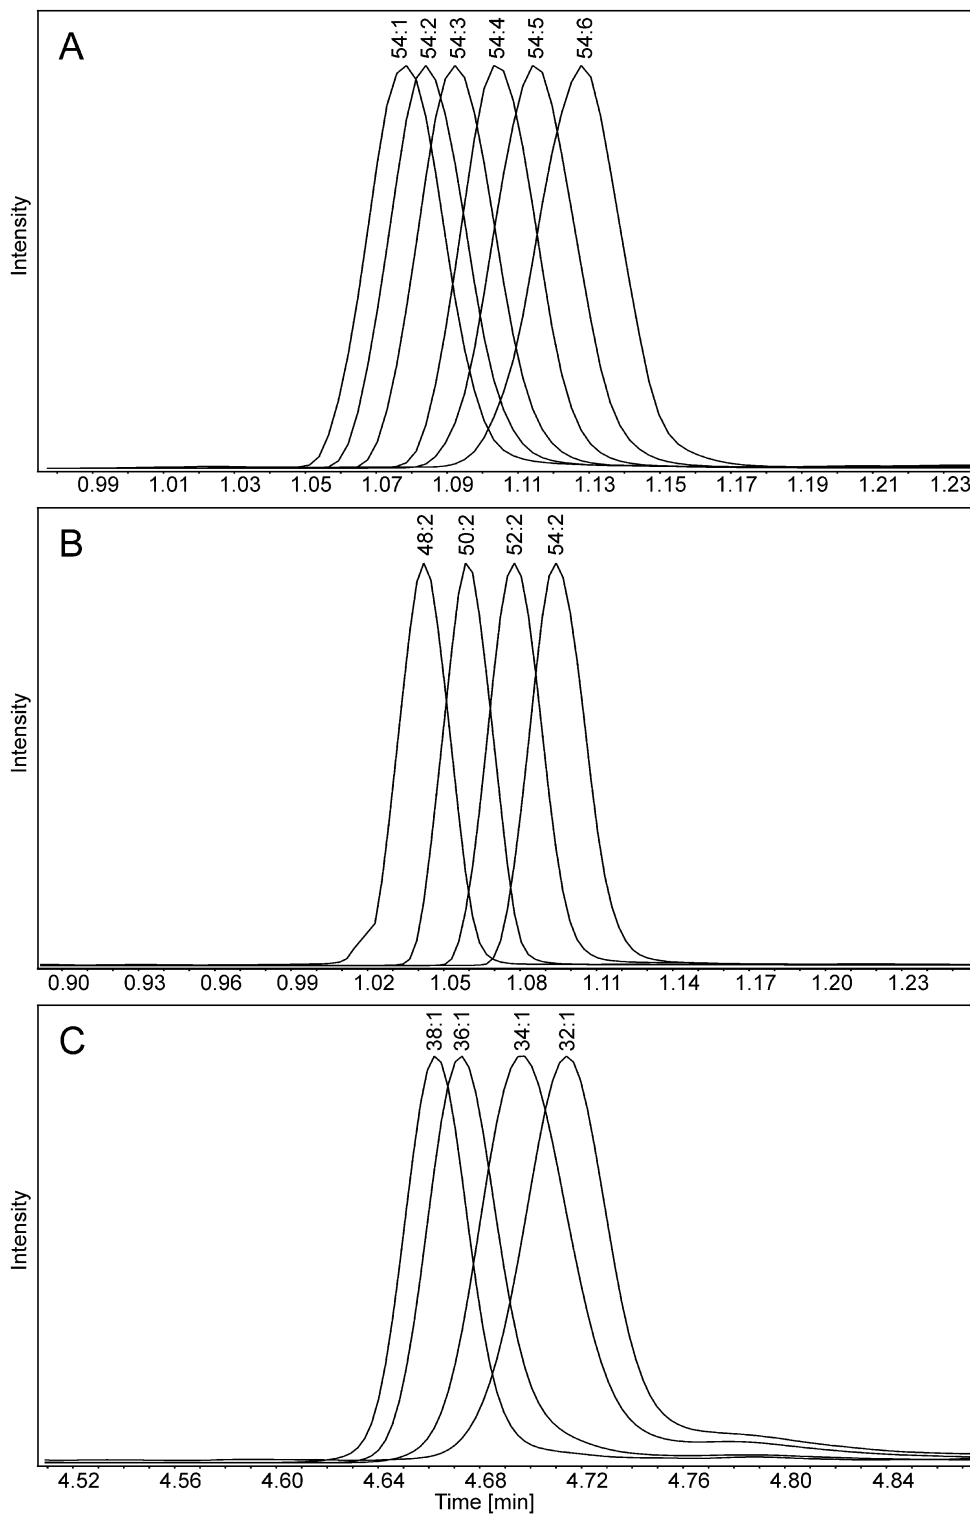 A
54:1 54:2 54:3 54:4 54:5 54:6
Intensity
0.99 1.01 1.03 1.05 1.07 1.09 1.11 1.13 1.15 1.17 1.19 1.21 1.23
B
48:2 50:2 52:2 54:2
Intensity
0.90 0.93 0.96 0.99 1.02 1.05 1.08 1.11 1.14 1.17 1.20 1.23
C
38:1 36:1 34:1 32:1
Intensity
4.52 4.56 4.60 4.64 4.68 4.72 4.76 4.80 4.84
Time [min]